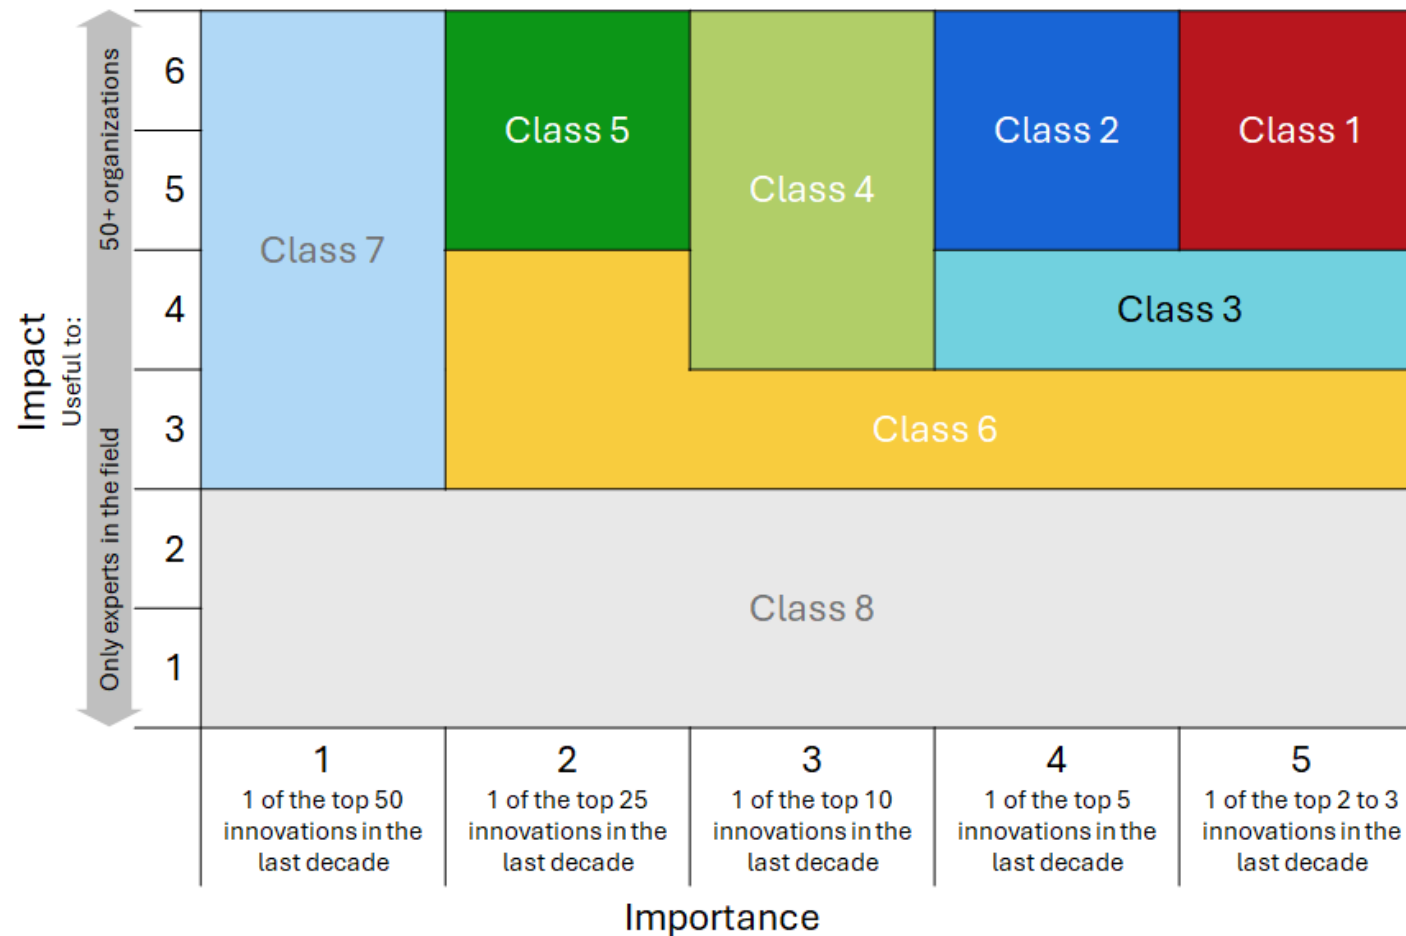 Impact
Useful to:
50+ organizations
Only experts in the field
6
5
4
3
2
1
Class 7
Class 5
Class 4
Class 2
Class 1
Class 3
Class 6
Class 8
1
1 of the top 50
innovations in the
last decade
2
1 of the top 25
innovations in the
last decade
3
1 of the top 10
innovations in the
last decade
4
1 of the top 5
innovations in the
last decade
5
1 of the top 2 to 3
innovations in the
last decade
Importance